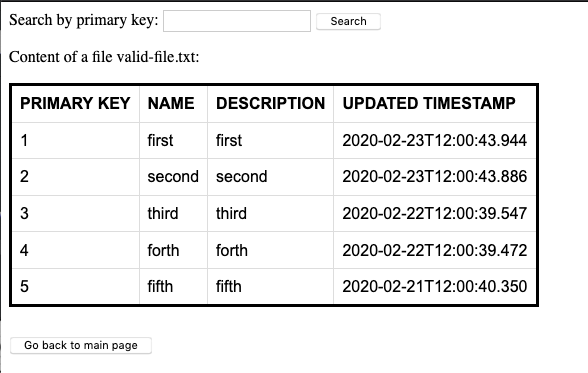 Search by primary key: Search
Content of a file valid-file.txt:
PRIMARY KEY NAME DESCRIPTION UPDATED TIMESTAMP
1 first first 2020-02-23T12:00:43.944
2 second second 2020-02-23T12:00:43.886
3 third third 2020-02-22T12:00:39.547
4 forth forth 2020-02-22T12:00:39.472
5 fifth fifth 2020-02-21T12:00:40.350
Go back to main page